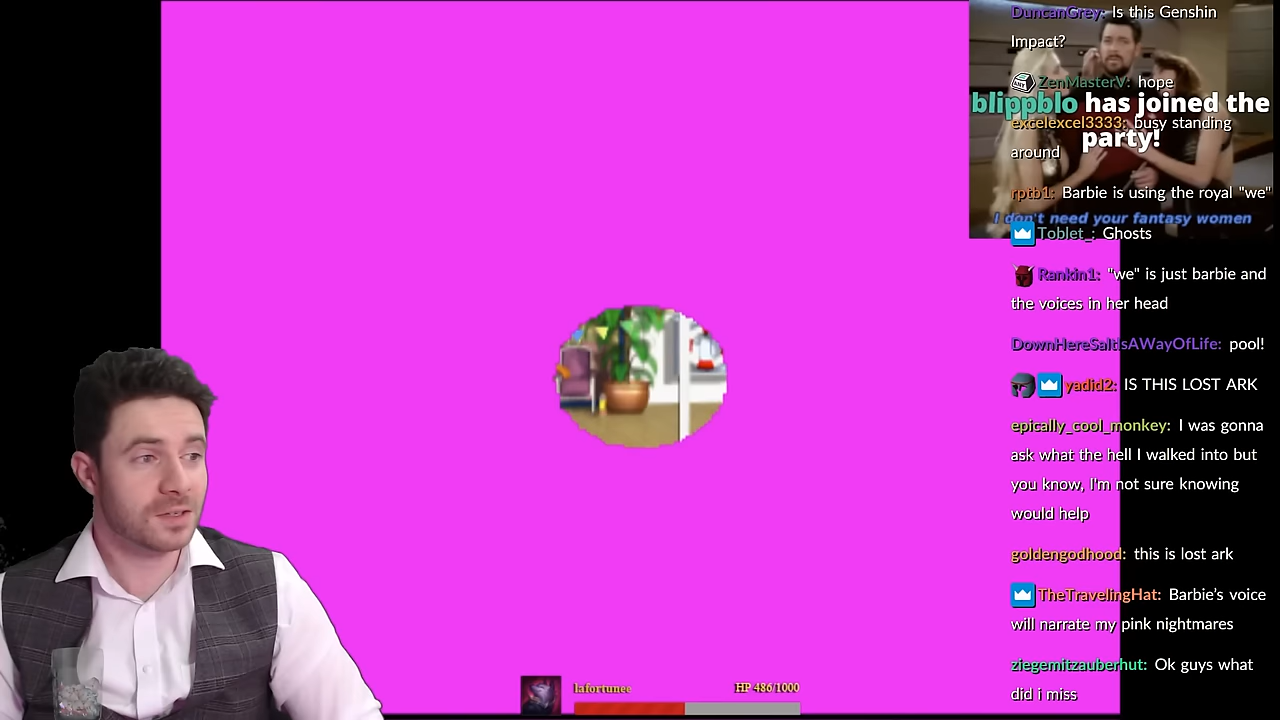 DuncanGrey: Is this Genshin
Impact?
ZenMasterV: hope
blippblo has joined the
party!
excelexcel3333: busy standing
around
rptb1: Barbie is using the royal "we"
I don't need your fantasy women
Toblet_: Ghosts
Rankin1: "we" is just barbie and
the voices in her head
DownHereSaltIsAWayOfLife: pool!
yadid2: IS THIS LOST ARK
epically_cool_monkey: I was gonna
ask what the hell I walked into but
you know, I'm not sure knowing
would help
goldengodhood: this is lost ark
TheTravelingHat: Barbie's voice
will narrate my pink nightmares
ziegemitzauberhut: Ok guys what
did i miss
lafortunee HP 486/1000